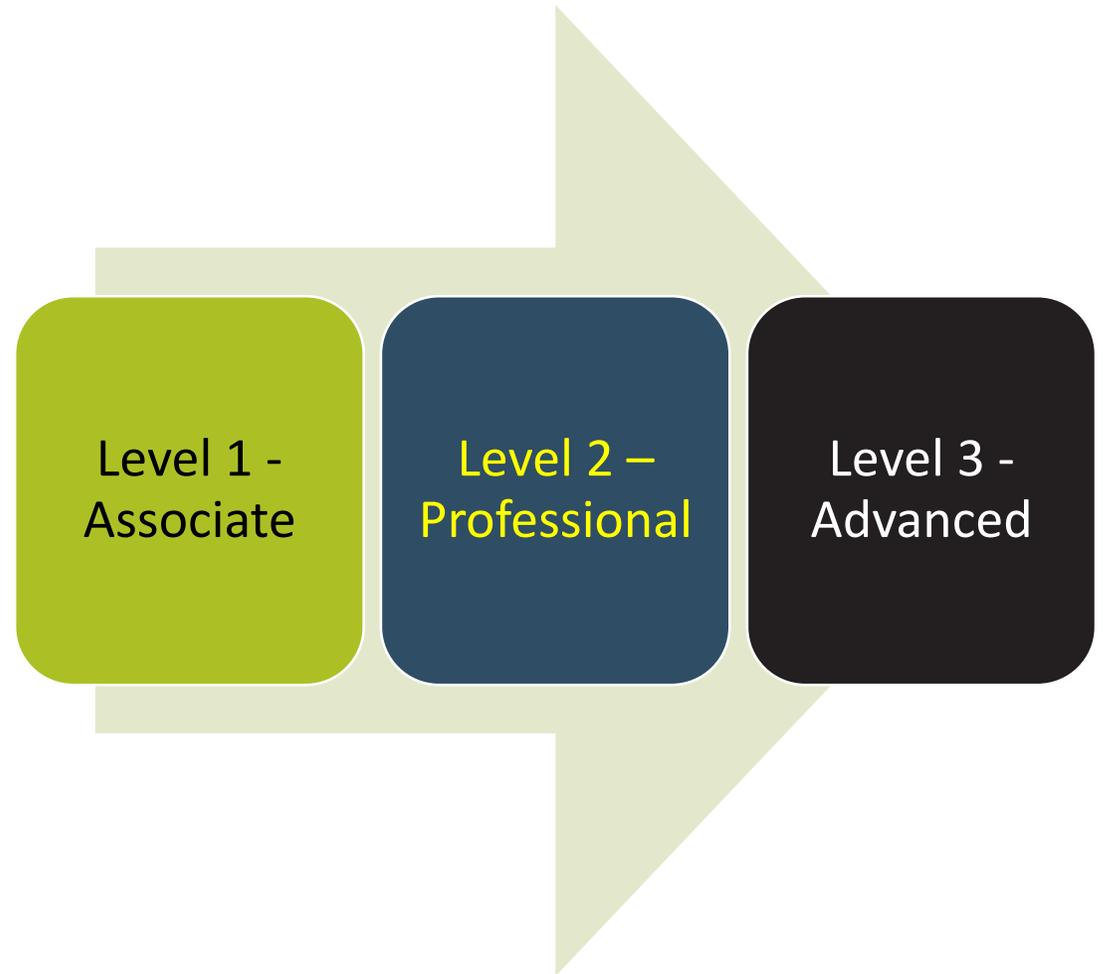 Level 1 -
Associate
Level 2 –
Professional
Level 3 -
Advanced